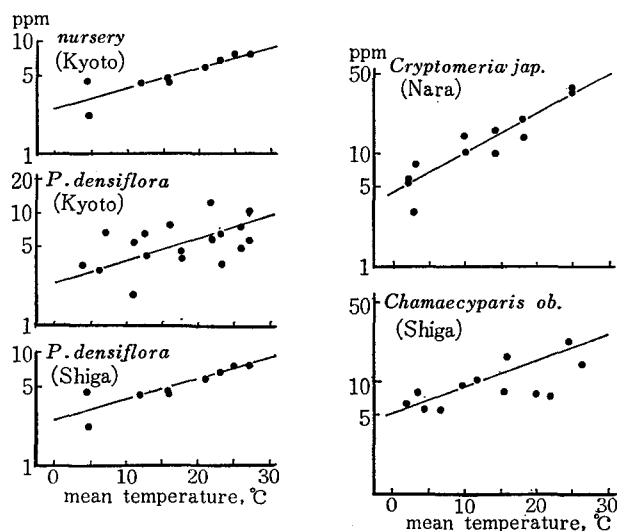 ppm
10
nursery
(Kyoto)
5
1
20
P. densiflora
(Kyoto)
10
5
1
10
P. densiflora
(Shiga)
5
1
0 10 20 30
mean temperature, ℃
ppm
50
Cryptomeria jap.
(Nara)
10
5
1
50
Chamaecyparis ob.
(Shiga)
10
5
1
0 10 20 30
mean temperature, ℃